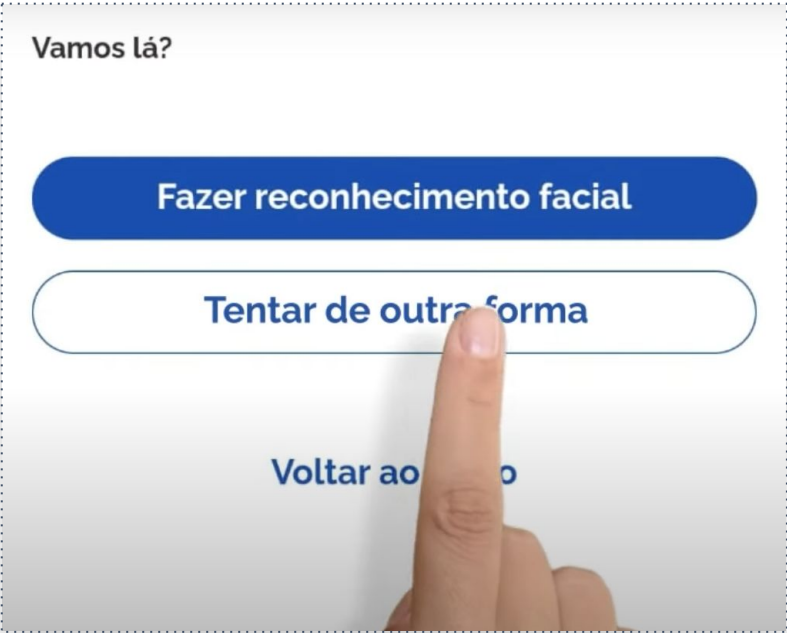 Vamos lá?
Fazer reconhecimento facial
Tentar de outra forma
Voltar ao